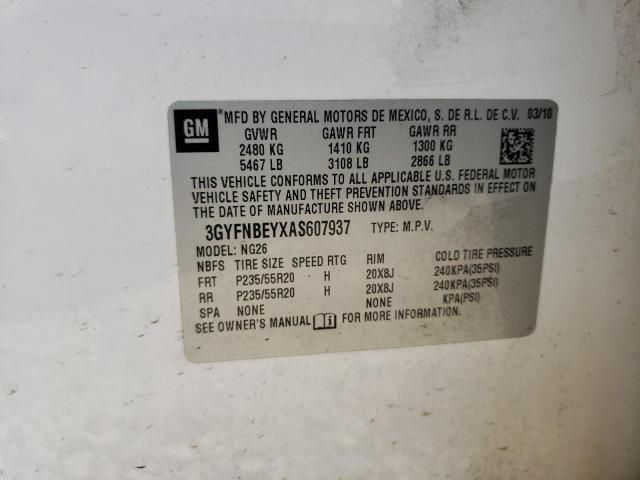 GM *MFD BY GENERAL MOTORS DE MEXICO, S. DE R.L. DE C.V. 03/10
GVWR GAWR FRT GAWR RR
2480 KG 1410 KG 1300 KG
5467 LB 3108 LB 2866 LB
THIS VEHICLE CONFORMS TO ALL APPLICABLE U.S. FEDERAL MOTOR
VEHICLE SAFETY AND THEFT PREVENTION STANDARDS IN EFFECT ON
THE DATE OF MANUFACTURE SHOWN ABOVE.
3GYFNBEYXAS607937 TYPE: M.P.V.
MODEL: NG26
NBFS TIRE SIZE SPEED RTG RIM COLD TIRE PRESSURE
FRT P235/55R20 H 20X8J 240KPA(35PSI)
RR P235/55R20 H 20X8J 240KPA(35PSI)
SPA NONE NONE KPA(PSI)
SEE OWNER'S MANUAL FOR MORE INFORMATION.